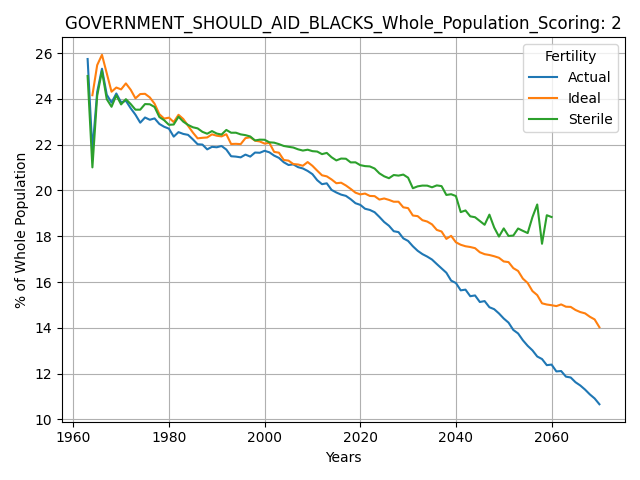 GOVERNMENT_SHOULD_AID_BLACKS_Whole_Population_Scoring: 2
Fertility
Actual
Ideal
Sterile
% of Whole Population
26
24
22
20
18
16
14
12
10
1960
1980
2000
2020
2040
2060
Years